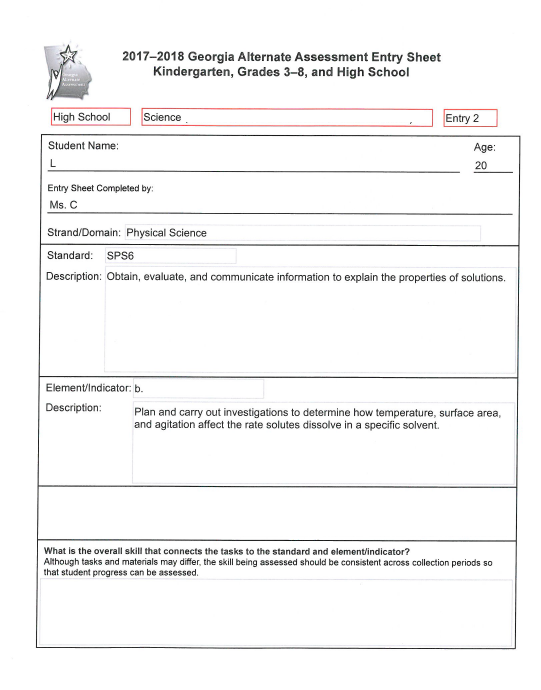 2017–2018 Georgia Alternate Assessment Entry Sheet
Kindergarten, Grades 3–8, and High School
Georgia
Alternate
Assessment
High School
Science
Entry 2
Student Name:
Age:
L
20
Entry Sheet Completed by:
Ms. C
Strand/Domain: Physical Science
Standard: SPS6
Description: Obtain, evaluate, and communicate information to explain the properties of solutions.
Element/Indicator: b.
Description: Plan and carry out investigations to determine how temperature, surface area,
and agitation affect the rate solutes dissolve in a specific solvent.
What is the overall skill that connects the tasks to the standard and element/indicator?
Although tasks and materials may differ, the skill being assessed should be consistent across collection periods so
that student progress can be assessed.